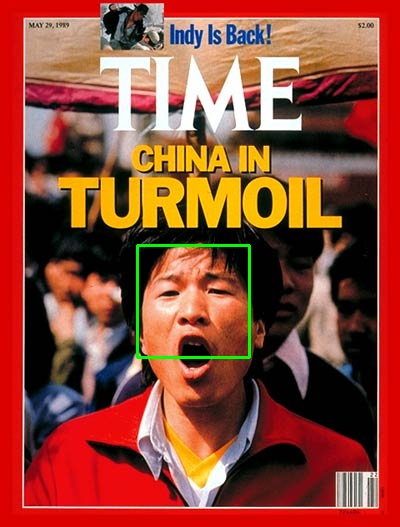 MAY 29, 1989
Indy Is Back!
$2.00
TIME
CHINA IN
TURMOIL